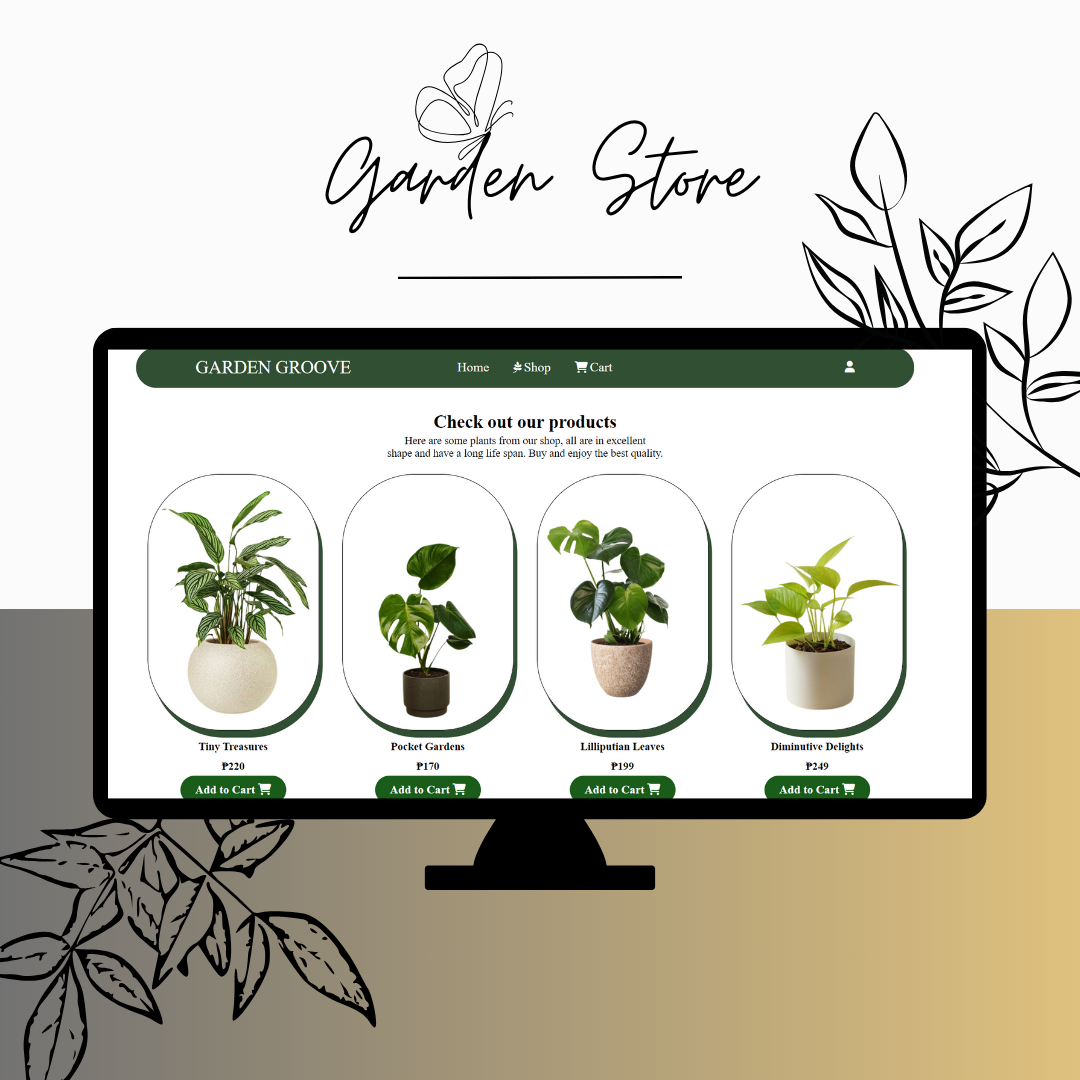 Garden Store
GARDEN GROOVE Home Shop Cart
Check out our products
Here are some plants from our shop, all are in excellent
shape and have a long life span. Buy and enjoy the best quality.
Tiny Treasures Pocket Gardens Lilliputian Leaves Diminutive Delights
₱220 ₱170 ₱199 ₱249
Add to Cart Add to Cart Add to Cart Add to Cart